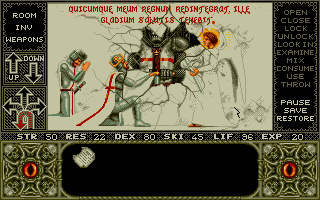 QUICUMQUE MEUM REGNUM REDINTEGRAT, ILLE
GLADIUM SALUTIS TENEBIT.
ROOM
INV
WEAPONS
UP
DOWN
OPEN
CLOSE
LOCK
UNLOCK
LOOK IN
EXAMINE
MIX
CONSUME
USE
THROW
PAUSE
SAVE
RESTORE
STR 50 RES 22 DEX 80 SKI 45 LIF 36 EXP 20